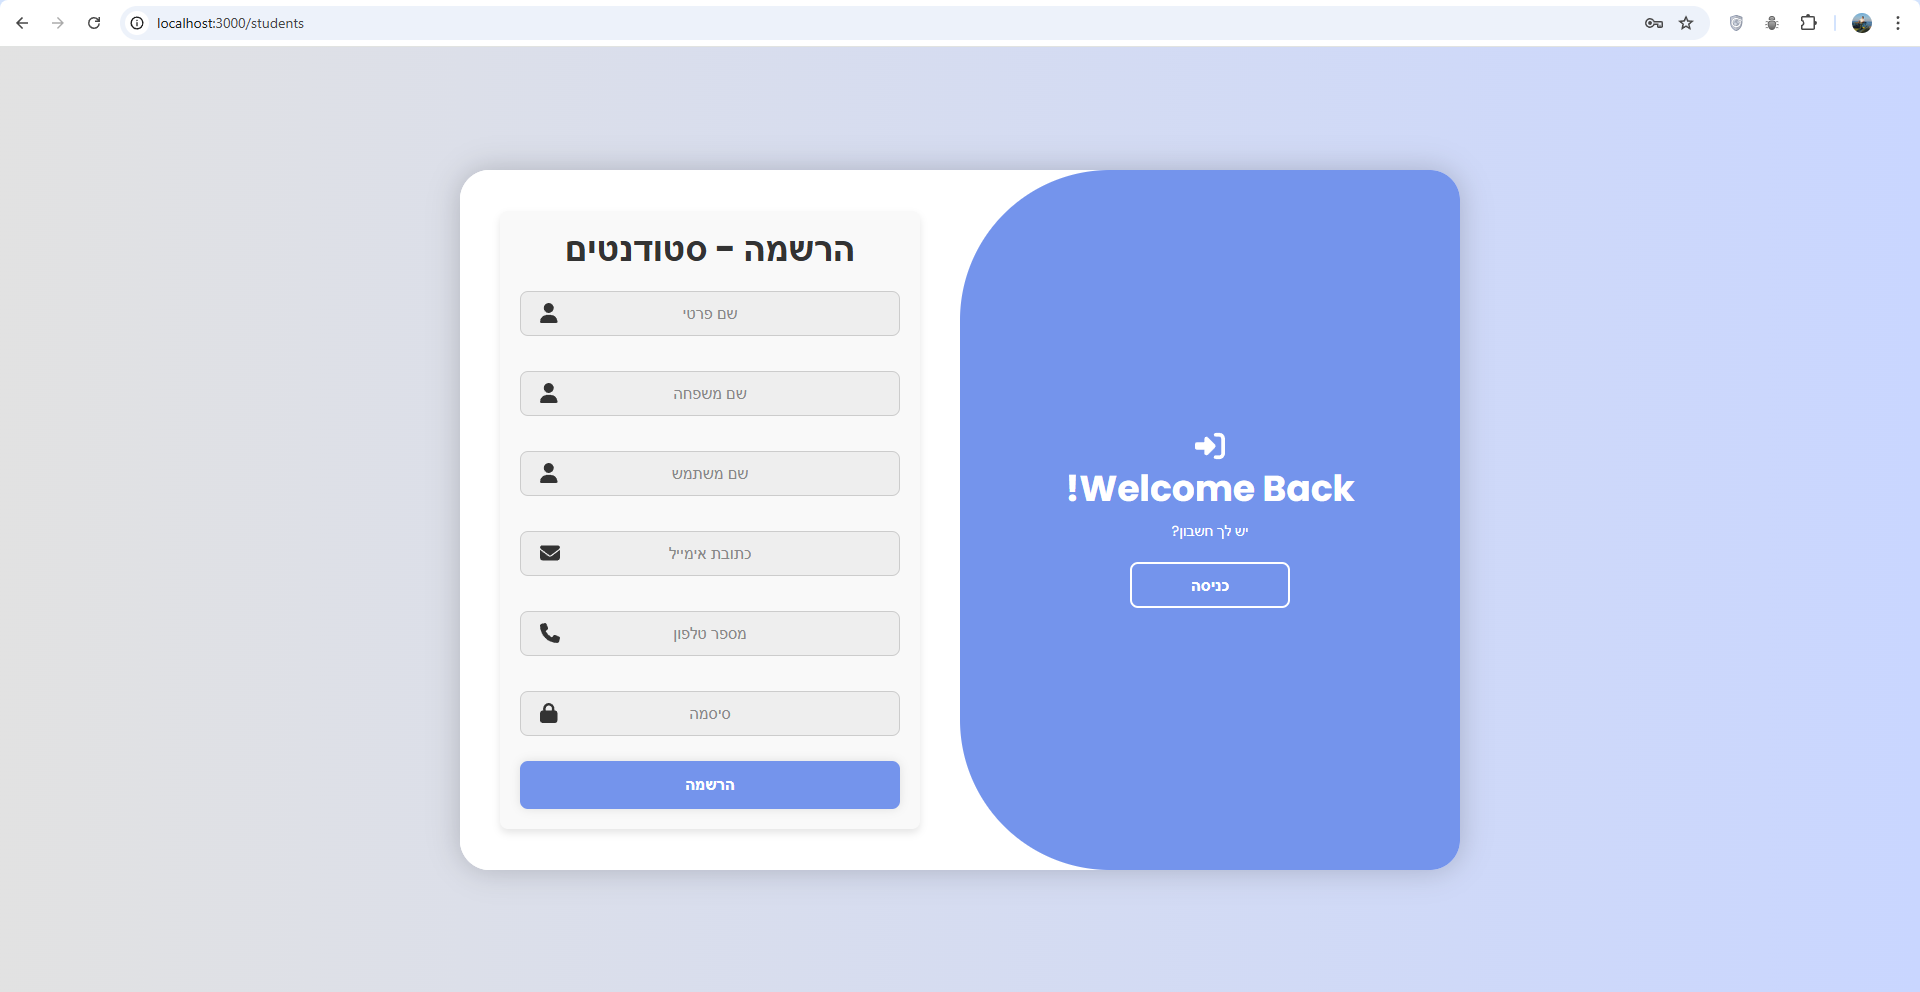 localhost:3000/students
הרשמה - סטודנטים
שם פרטי
שם משפחה
שם משתמש
כתובת אימייל
מספר טלפון
סיסמה
הרשמה
!Welcome Back
יש לך חשבון?
כניסה